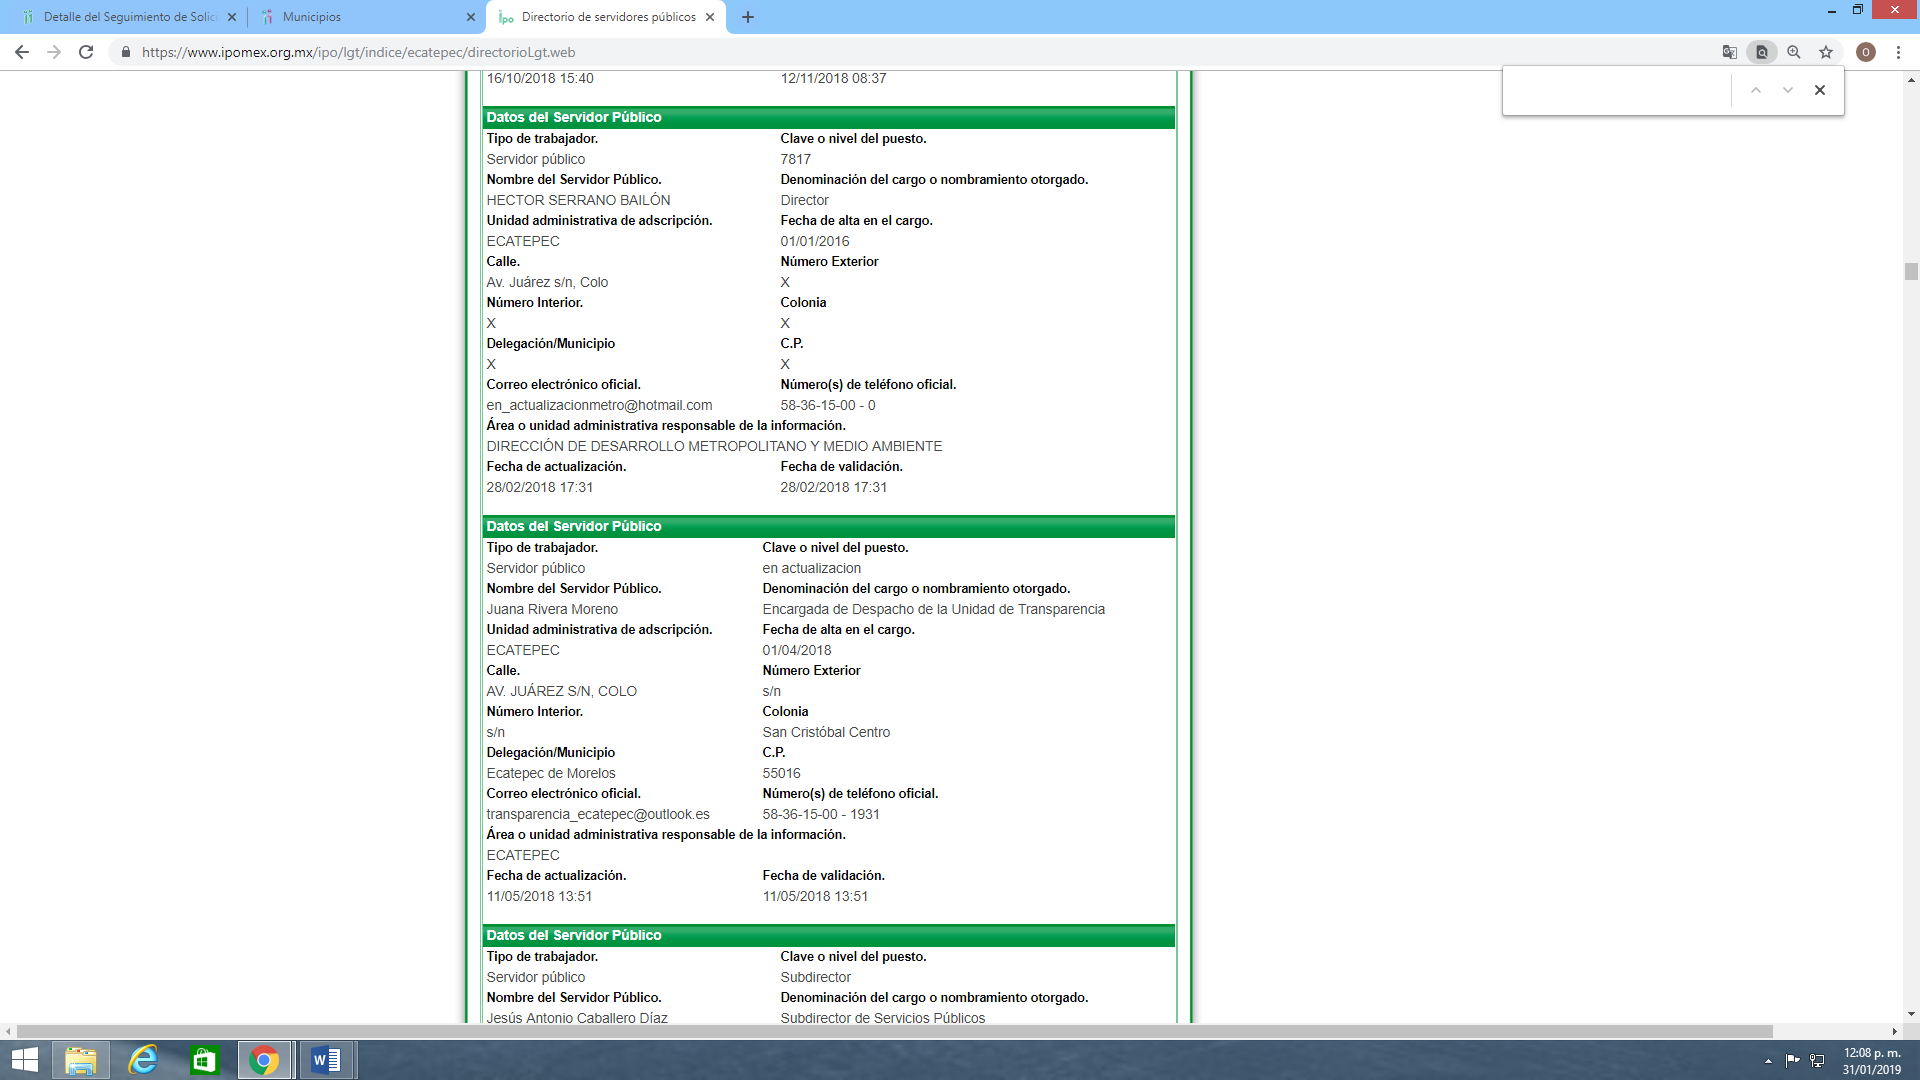 Detalle del Seguimiento de Solici
Municipios
ipo Directorio de servidores públicos
https://www.ipomex.org.mx/ipo/lgt/indice/ecatepec/directorioLgt.web
O
16/10/2018 15:40 12/11/2018 08:37
Datos del Servidor Público
Tipo de trabajador. Clave o nivel del puesto.
Servidor público 7817
Nombre del Servidor Público. Denominación del cargo o nombramiento otorgado.
HECTOR SERRANO BAILÓN Director
Unidad administrativa de adscripción. Fecha de alta en el cargo.
ECATEPEC 01/01/2016
Calle. Número Exterior
Av. Juárez s/n, Colo X
Número Interior. Colonia
X X
Delegación/Municipio C.P.
X X
Correo electrónico oficial. Número(s) de teléfono oficial.
en_actualizacionmetro@hotmail.com 58-36-15-00 - 0
Área o unidad administrativa responsable de la información.
DIRECCIÓN DE DESARROLLO METROPOLITANO Y MEDIO AMBIENTE
Fecha de actualización. Fecha de validación.
28/02/2018 17:31 28/02/2018 17:31
Datos del Servidor Público
Tipo de trabajador. Clave o nivel del puesto.
Servidor público en actualizacion
Nombre del Servidor Público. Denominación del cargo o nombramiento otorgado.
Juana Rivera Moreno Encargada de Despacho de la Unidad de Transparencia
Unidad administrativa de adscripción. Fecha de alta en el cargo.
ECATEPEC 01/04/2018
Calle. Número Exterior
AV. JUÁREZ S/N, COLO s/n
Número Interior. Colonia
s/n San Cristóbal Centro
Delegación/Municipio C.P.
Ecatepec de Morelos 55016
Correo electrónico oficial. Número(s) de teléfono oficial.
transparencia_ecatepec@outlook.es 58-36-15-00 - 1931
Área o unidad administrativa responsable de la información.
ECATEPEC
Fecha de actualización. Fecha de validación.
11/05/2018 13:51 11/05/2018 13:51
Datos del Servidor Público
Tipo de trabajador. Clave o nivel del puesto.
Servidor público Subdirector
Nombre del Servidor Público. Denominación del cargo o nombramiento otorgado.
Jesús Antonio Caballero Díaz Subdirector de Servicios Públicos
12:08 p. m.
31/01/2019